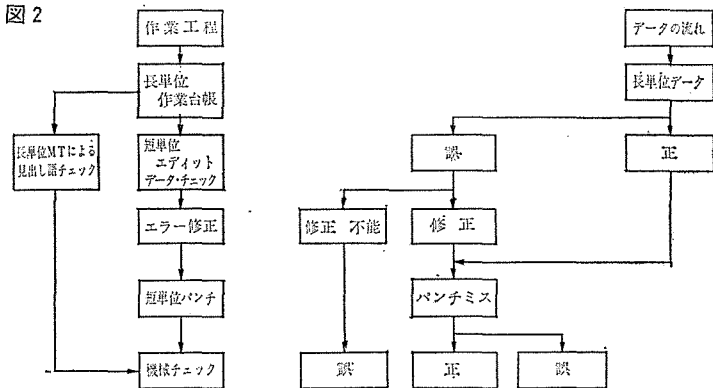 図2
作業工程
長単位
作業台帳
長単位MTによる
見出し語チェック
短単位
エディット
データ・チェック
エラー修正
短単位パンチ
機械チェック
データの流れ
長単位データ
誤
正
修正不能
修正
パンチミス
誤
正
誤